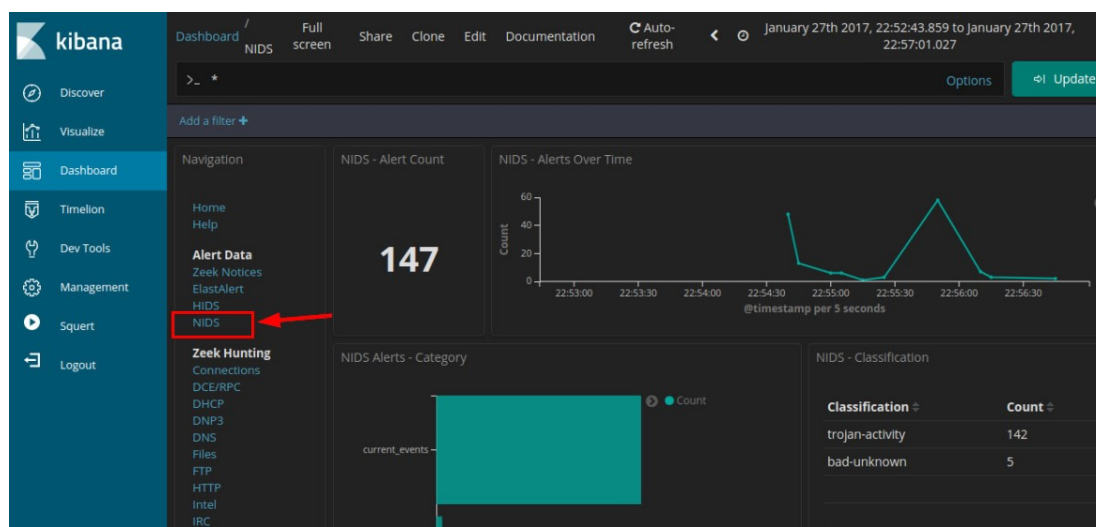 kibana
Discover
Visualize
Dashboard
Timelion
Dev Tools
Management
Squert
Logout
Dashboard / NIDS
Full screen
Share
Clone
Edit
Documentation
Auto-refresh
January 27th 2017, 22:52:43.859 to January 27th 2017,
22:57:01.027
>_ *
Options
Update
Add a filter +
Navigation
Home
Help
Alert Data
Zeek Notices
ElastAlert
HIDS
NIDS
Zeek Hunting
Connections
DCE/RPC
DHCP
DNP3
DNS
Files
FTP
HTTP
Intel
IRC
NIDS - Alert Count
147
NIDS - Alerts Over Time
Count
60
40
20
0
22:53:00 22:53:30 22:54:00 22:54:30 22:55:00 22:55:30 22:56:00 22:56:30
@timestamp per 5 seconds
NIDS Alerts - Category
current_events
Count
NIDS - Classification
Classification Count
trojan-activity 142
bad-unknown 5